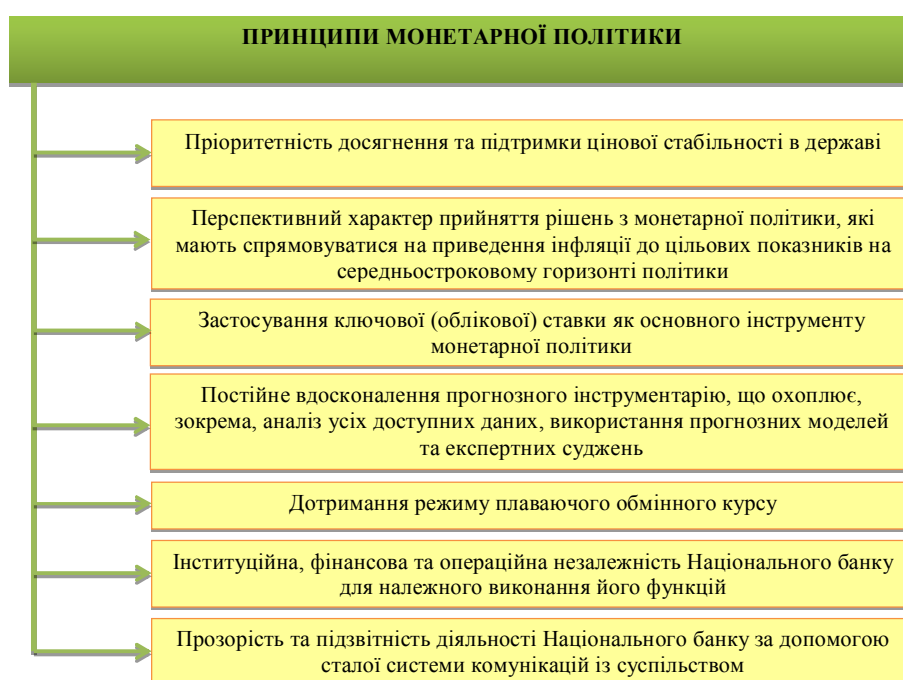 ПРИНЦИПИ МОНЕТАРНОЇ ПОЛІТИКИ
Пріоритетність досягнення та підтримки цінової стабільності в державі
Перспективний характер прийняття рішень з монетарної політики, які
мають спрямовуватися на приведення інфляції до цільових показників на
середньостроковому горизонті політики
Застосування ключової (облікової) ставки як основного інструменту
монетарної політики
Постійне вдосконалення прогнозного інструментарію, що охоплює,
зокрема, аналіз усіх доступних даних, використання прогнозних моделей
та експертних суджень
Дотримання режиму плаваючого обмінного курсу
Інституційна, фінансова та операційна незалежність Національного банку
для належного виконання його функцій
Прозорість та підзвітність діяльності Національного банку за допомогою
сталої системи комунікацій із суспільством